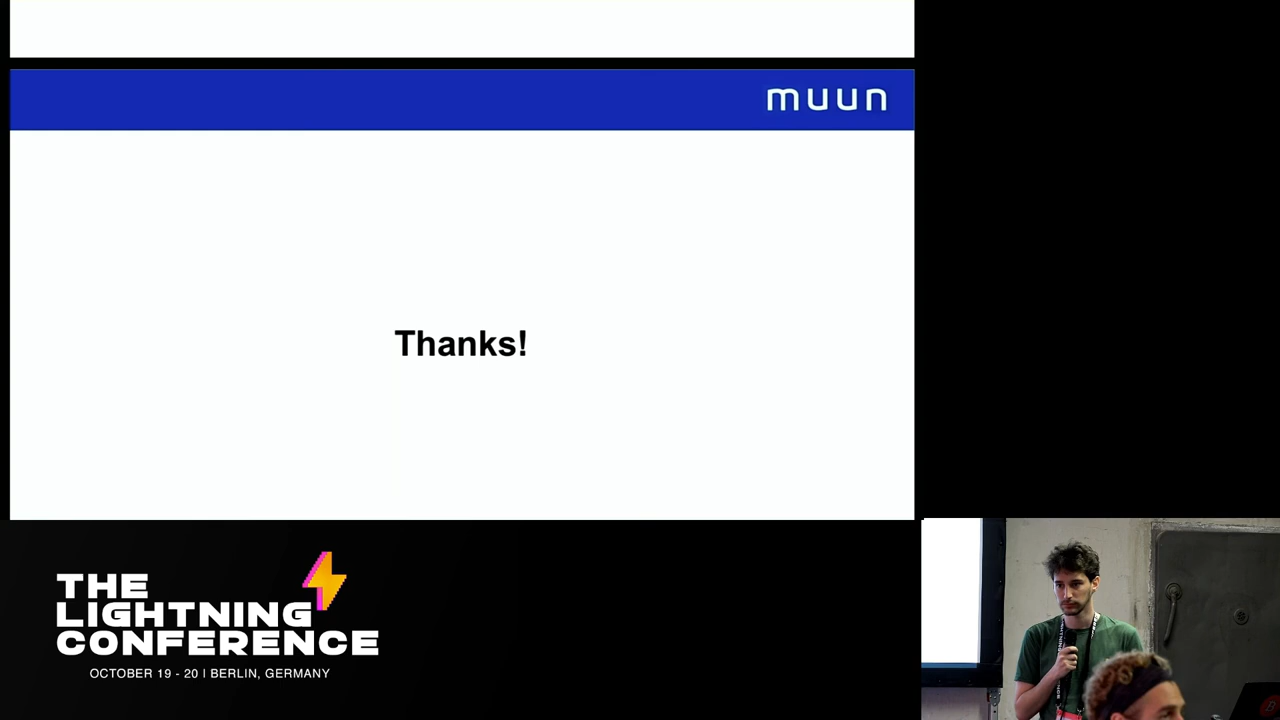 muun
Thanks!
THE
LIGHTNING
CONFERENCE
OCTOBER 19 - 20 | BERLIN, GERMANY